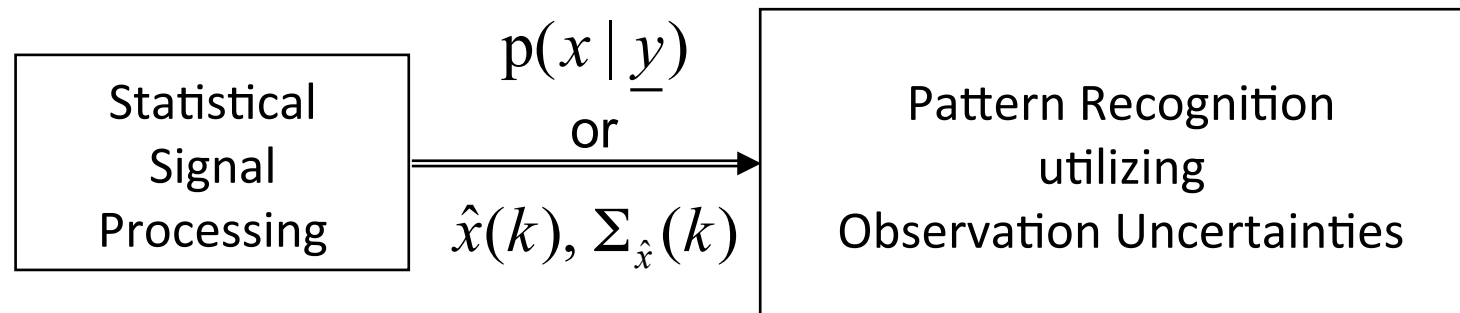 Statistical
Signal
Processing
p(x | y̲)
or
x̂(k), Σ_x̂(k)
Pattern Recognition
utilizing
Observation Uncertainties